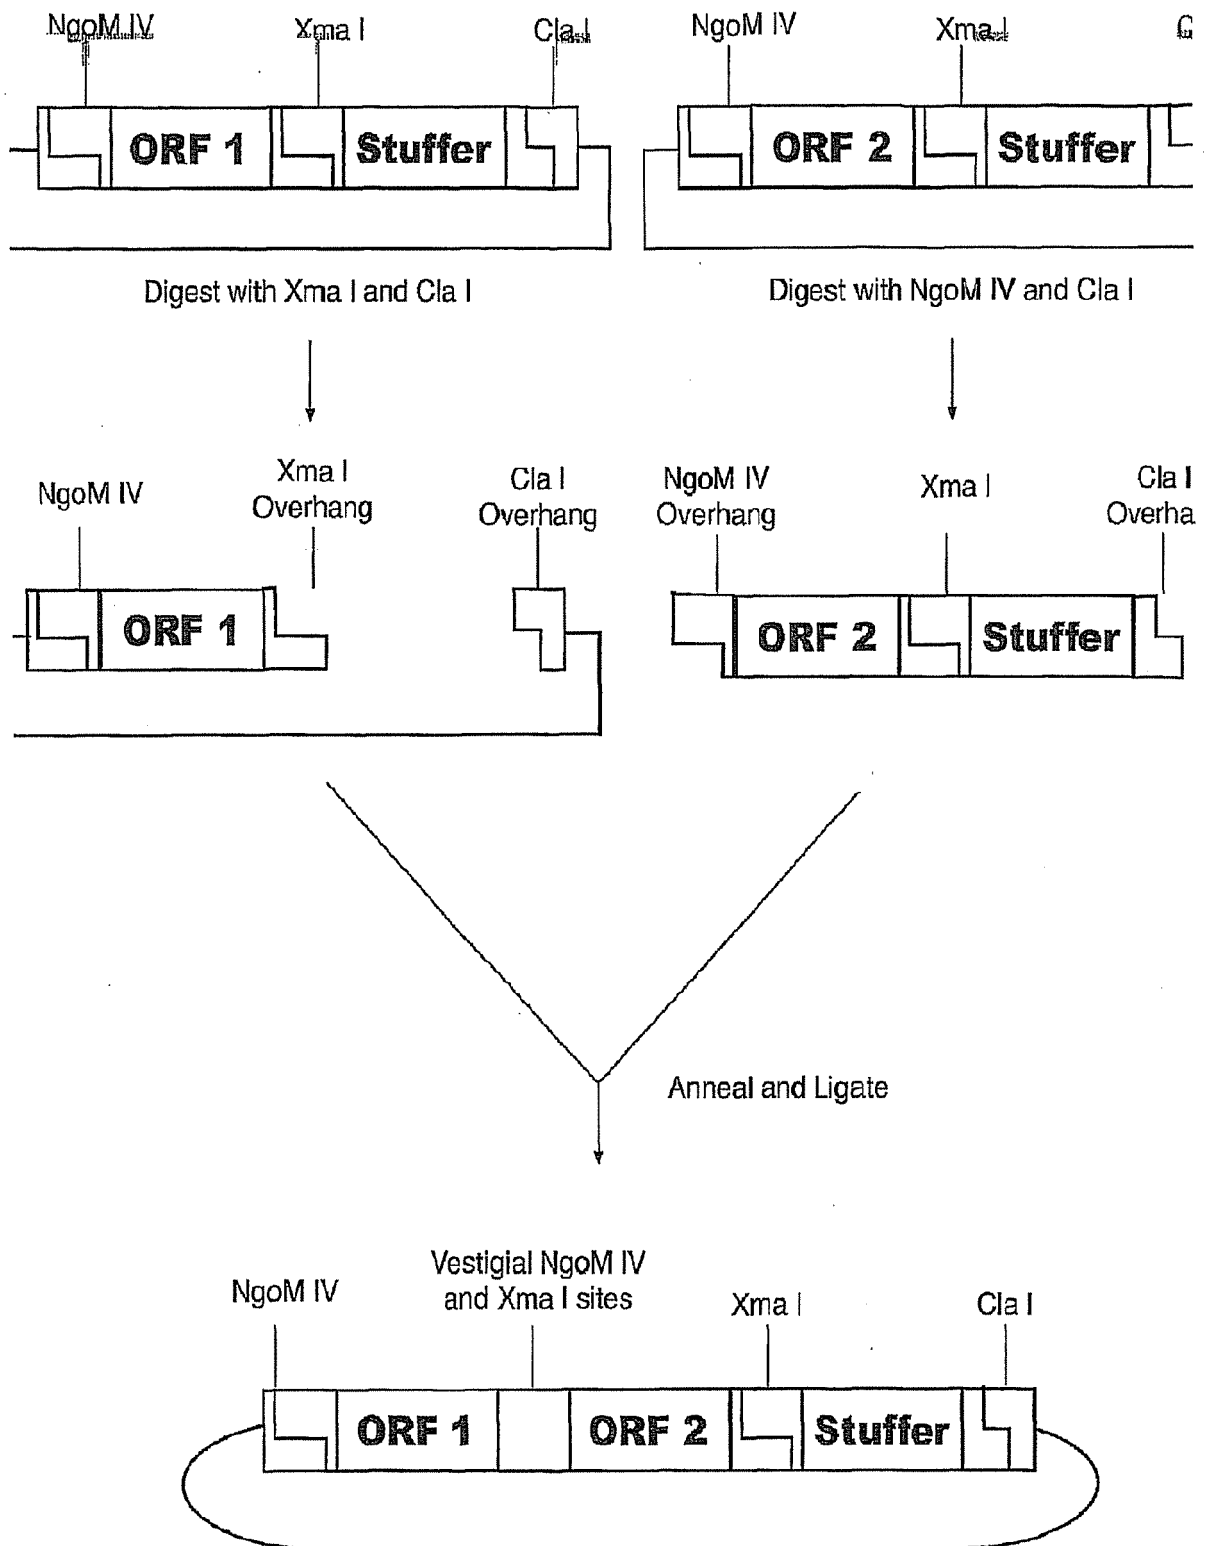 NgoM IV Xma I Cla I NgoM IV Xma I
ORF 1 Stuffer ORF 2 Stuffer
Digest with Xma I and Cla I Digest with NgoM IV and Cla I
NgoM IV
Xma I
Overhang
Cla I
Overhang
NgoM IV
Overhang
Xma I
Cla I
Overha
ORF 1 ORF 2 Stuffer
Anneal and Ligate
NgoM IV
Vestigial NgoM IV
and Xma I sites
Xma I
Cla I
ORF 1 ORF 2 Stuffer